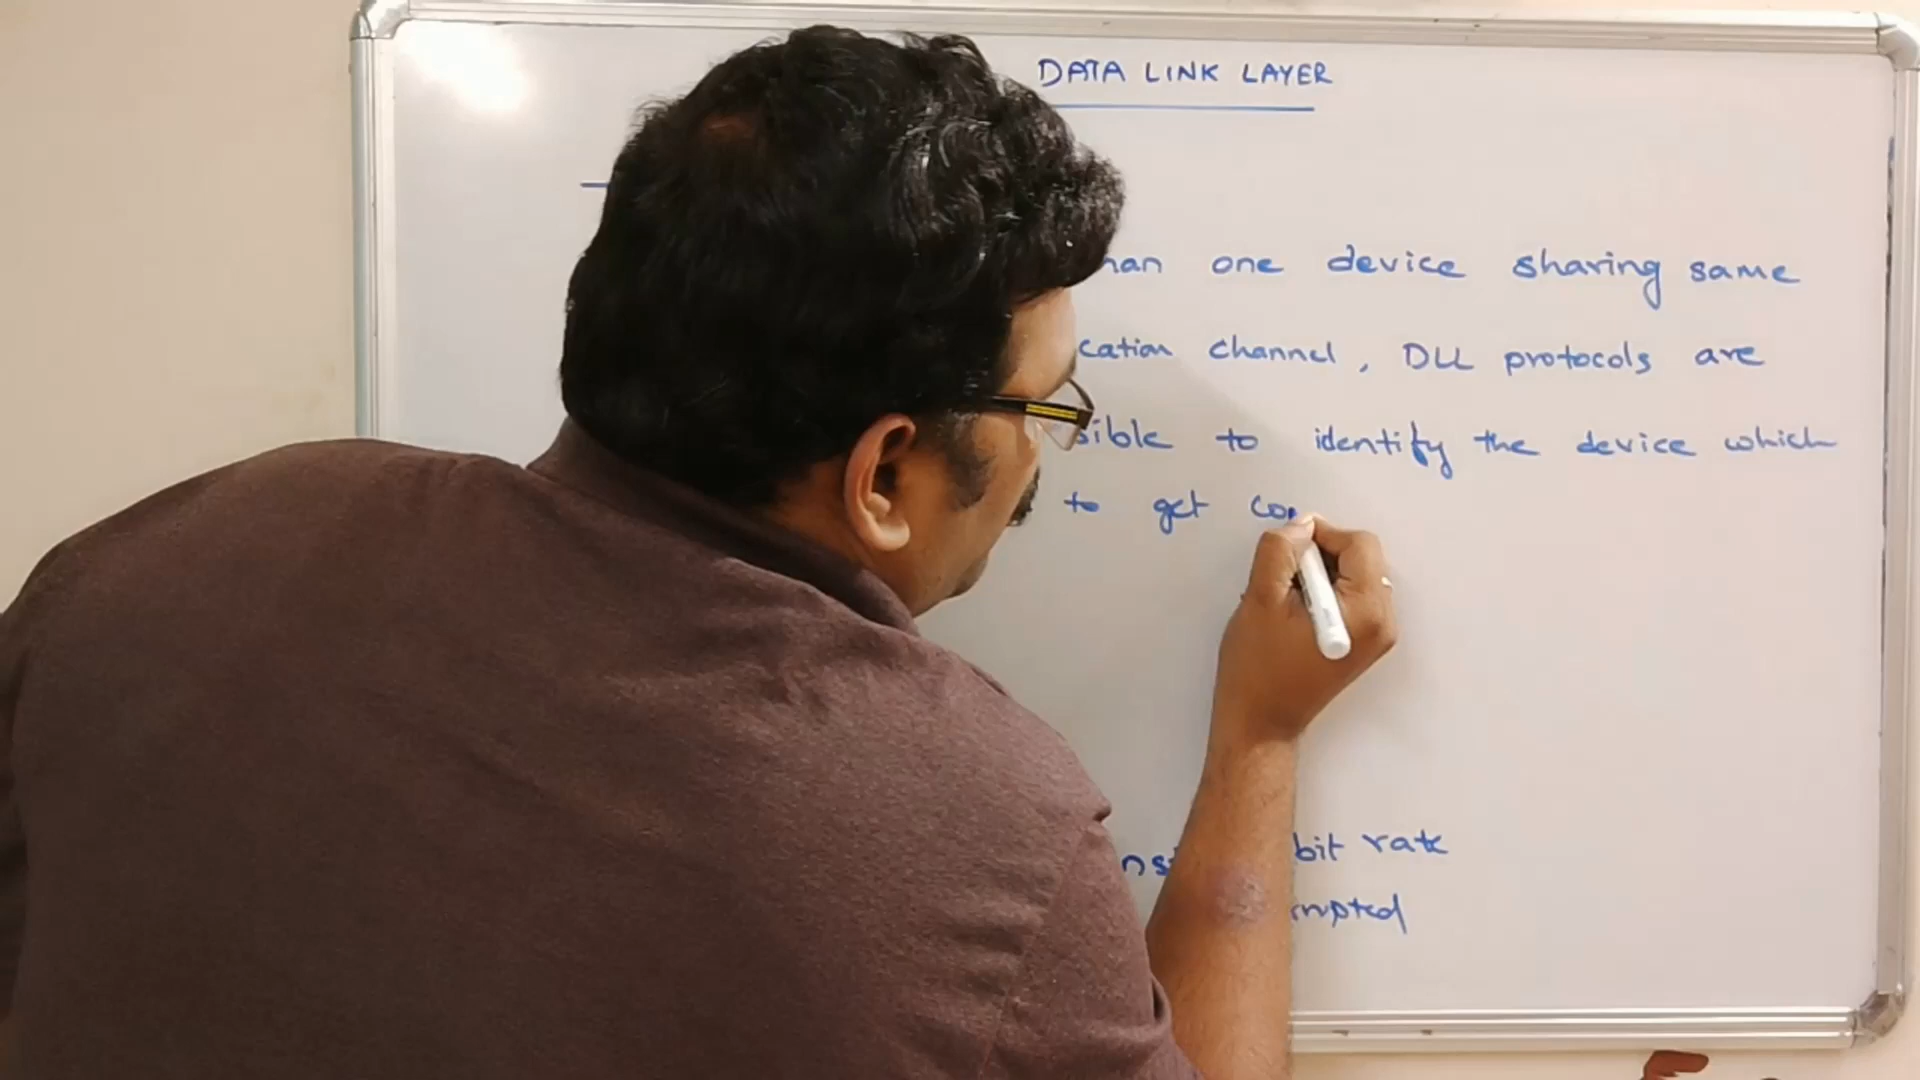 DATA LINK LAYER
han one device sharing same
cation channel, DLL protocols are
sible to identify the device which
to get con
bit rate
rrupted